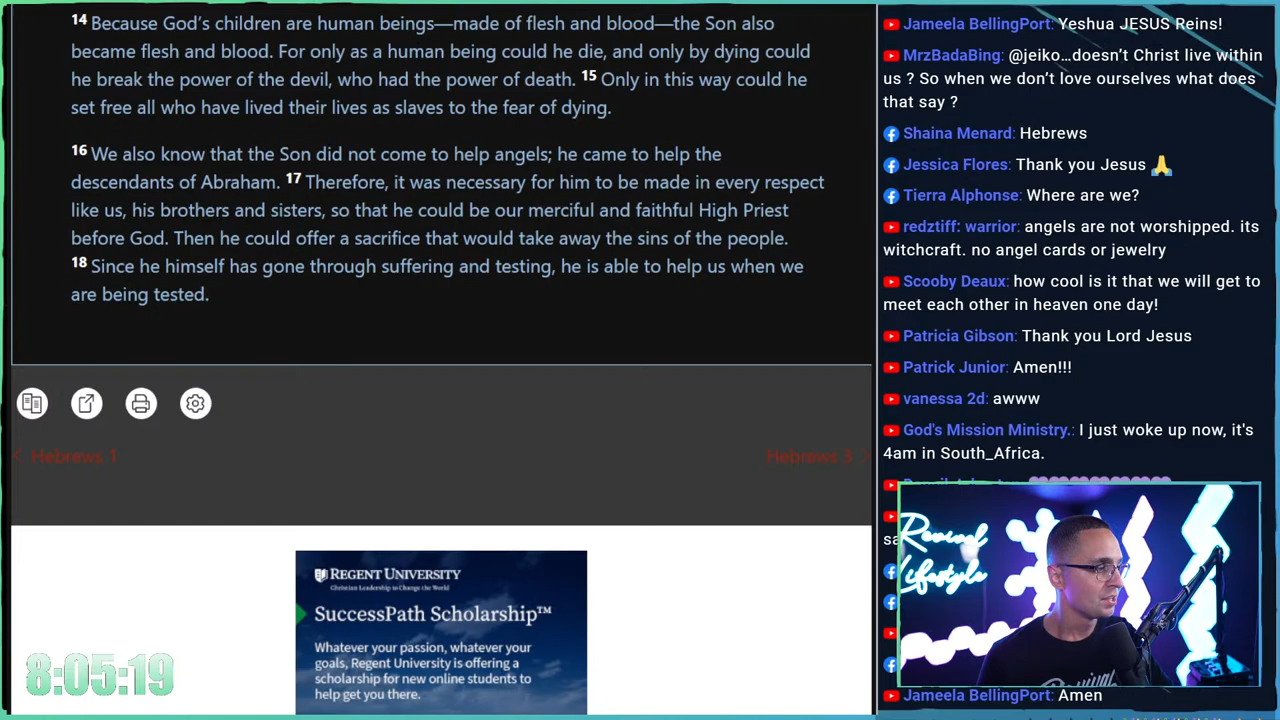 14 Because God’s children are human beings—made of flesh and blood—the Son also
became flesh and blood. For only as a human being could he die, and only by dying could
he break the power of the devil, who had the power of death. 15 Only in this way could he
set free all who have lived their lives as slaves to the fear of dying.
16 We also know that the Son did not come to help angels; he came to help the
descendants of Abraham. 17 Therefore, it was necessary for him to be made in every respect
like us, his brothers and sisters, so that he could be our merciful and faithful High Priest
before God. Then he could offer a sacrifice that would take away the sins of the people.
18 Since he himself has gone through suffering and testing, he is able to help us when we
are being tested.
Hebrews 1
Hebrews 3
REGENT UNIVERSITY
Christian Leadership to Change the World
SuccessPath Scholarship™
Whatever your passion, whatever your
goals, Regent University is offering a
scholarship for new online students to
help get you there.
8:05:19
Jameela BellingPort: Yeshua JESUS Reins!
MrzBadaBing: @jeiko…doesn’t Christ live within
us ? So when we don’t love ourselves what does
that say ?
Shaina Menard: Hebrews
Jessica Flores: Thank you Jesus 🙏
Tierra Alphonse: Where are we?
redztiff: warrior: angels are not worshipped. its
witchcraft. no angel cards or jewelry
Scooby Deaux: how cool is it that we will get to
meet each other in heaven one day!
Patricia Gibson: Thank you Lord Jesus
Patrick Junior: Amen!!!
vanessa 2d: awww
God's Mission Ministry.: I just woke up now, it's
4am in South_Africa.
sa
Revival
Lifestyle
Revival
Jameela BellingPort: Amen